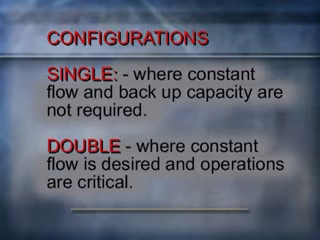 CONFIGURATIONS
SINGLE: - where constant
flow and back up capacity are
not required.
DOUBLE - where constant
flow is desired and operations
are critical.